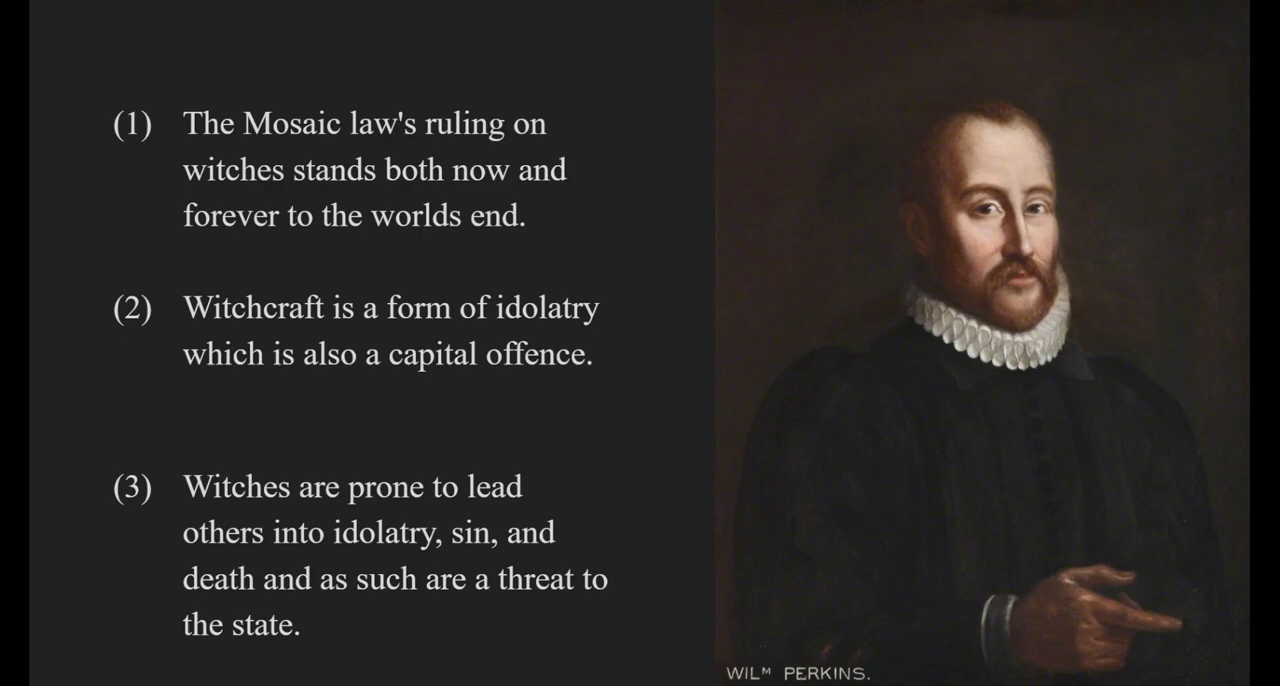 (1) The Mosaic law's ruling on
witches stands both now and
forever to the worlds end.
(2) Witchcraft is a form of idolatry
which is also a capital offence.
(3) Witches are prone to lead
others into idolatry, sin, and
death and as such are a threat to
the state.
WILᴹ PERKINS.